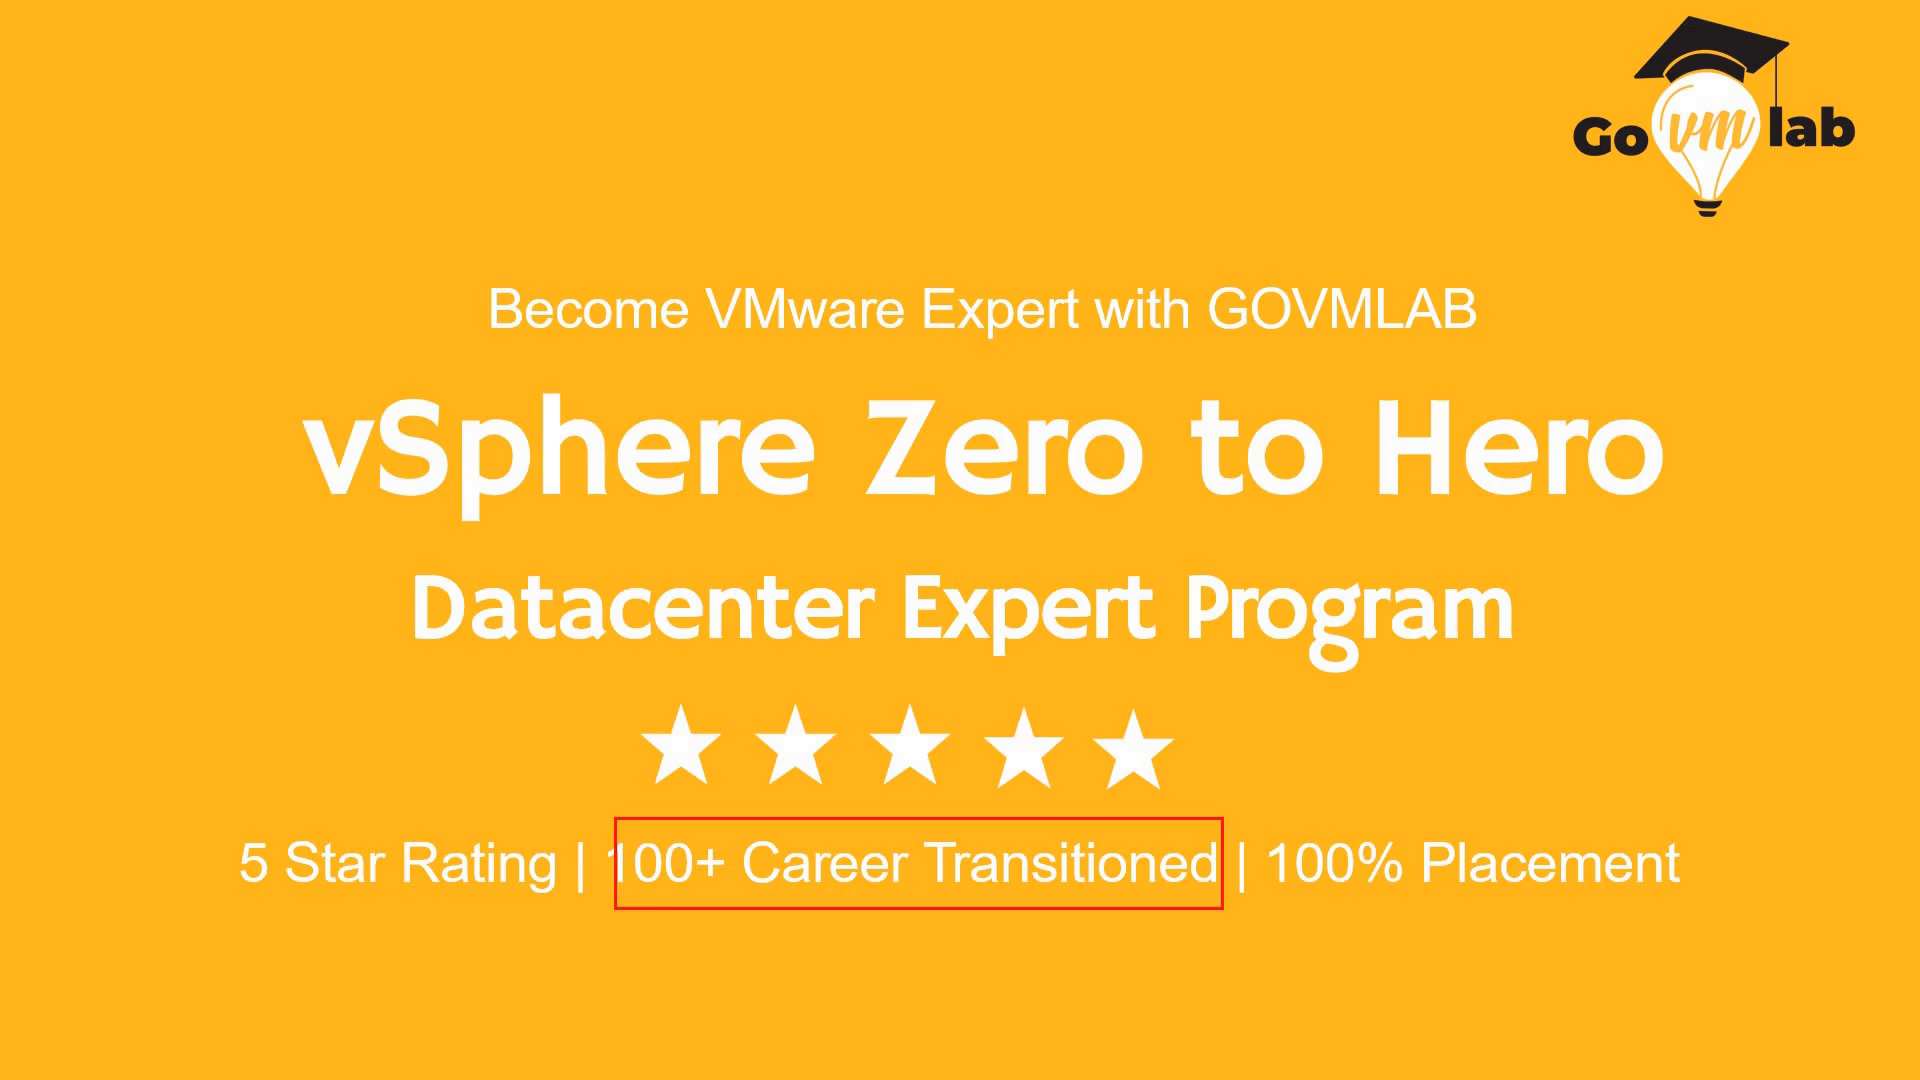 Go vm lab
Become VMware Expert with GOVMLAB
vSphere Zero to Hero
Datacenter Expert Program
5 Star Rating | 100+ Career Transitioned | 100% Placement